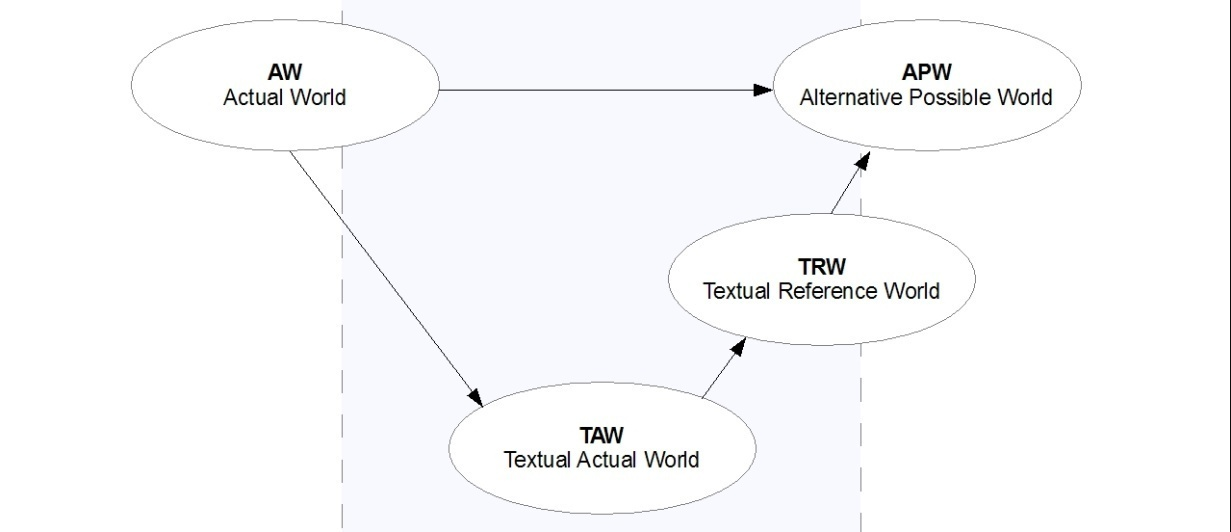 AW
Actual World
APW
Alternative Possible World
TRW
Textual Reference World
TAW
Textual Actual World